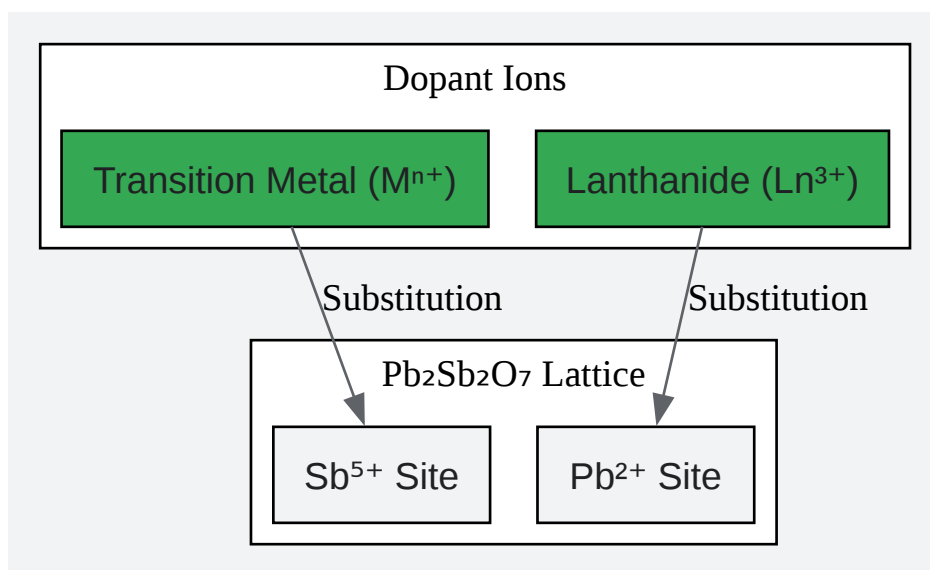 Dopant Ions
Transition Metal (Mⁿ⁺)
Lanthanide (Ln³⁺)
Substitution
Substitution
Pb₂Sb₂O₇ Lattice
Sb⁵⁺ Site
Pb²⁺ Site